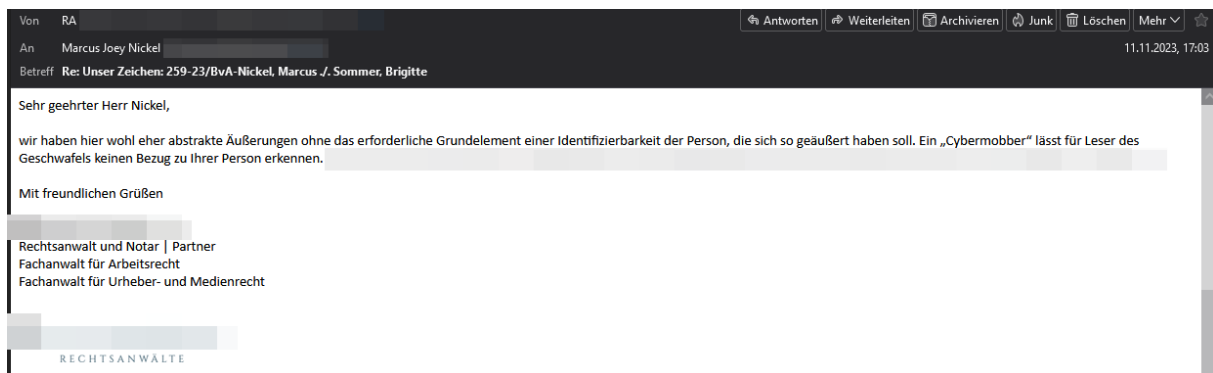 Von RA
Antworten Weiterleiten Archivieren Junk Löschen Mehr
An Marcus Joey Nickel
11.11.2023, 17:03
Betreff Re: Unser Zeichen: 259-23/BvA-Nickel, Marcus ./. Sommer, Brigitte
Sehr geehrter Herr Nickel,
wir haben hier wohl eher abstrakte Äußerungen ohne das erforderliche Grundelement einer Identifizierbarkeit der Person, die sich so geäußert haben soll. Ein „Cybermobber“ lässt für Leser des
Geschwafels keinen Bezug zu Ihrer Person erkennen.
Mit freundlichen Grüßen
Rechtsanwalt und Notar | Partner
Fachanwalt für Arbeitsrecht
Fachanwalt für Urheber- und Medienrecht
RECHTSANWÄLTE